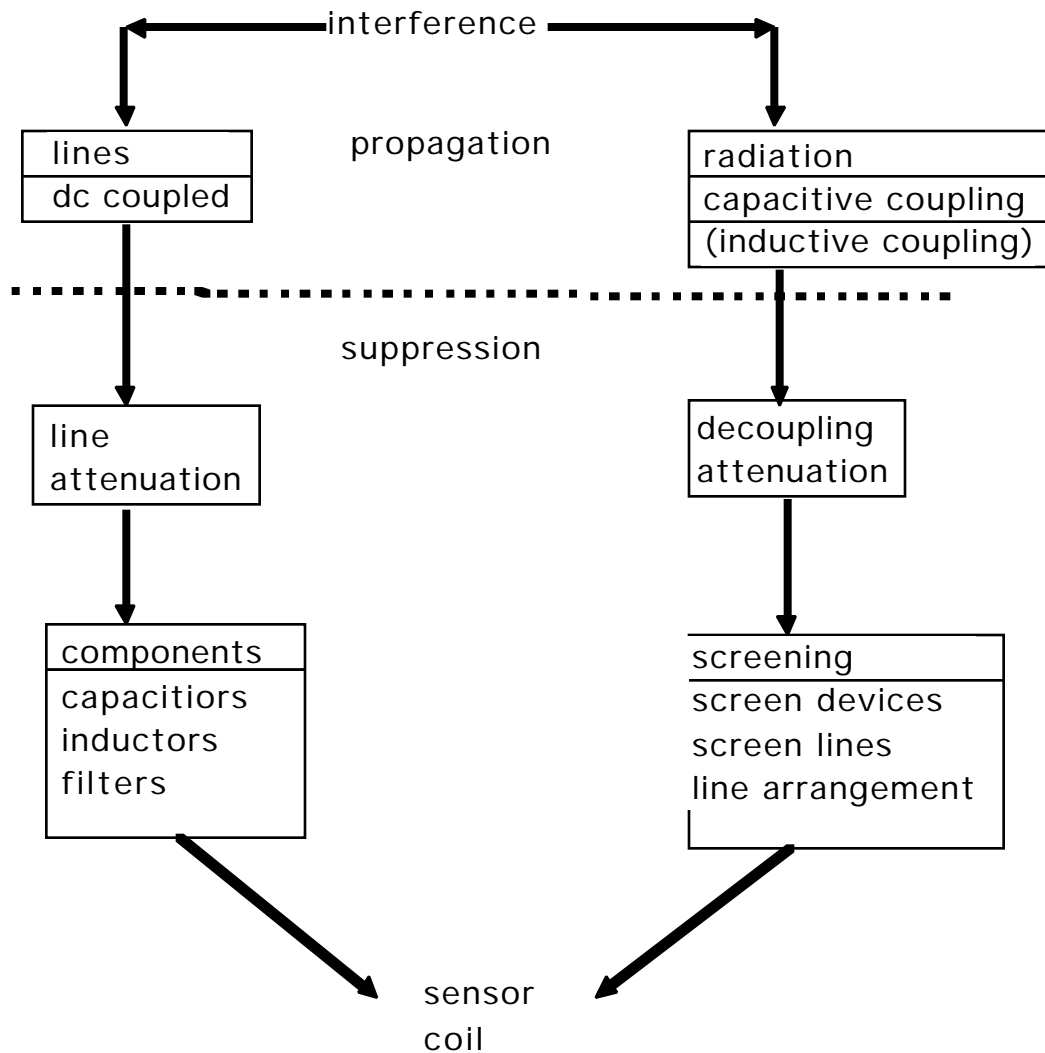 interference
propagation
lines
dc coupled
radiation
capacitive coupling
(inductive coupling)
suppression
line
attenuation
decoupling
attenuation
components
capacitiors
inductors
filters
screening
screen devices
screen lines
line arrangement
sensor
coil